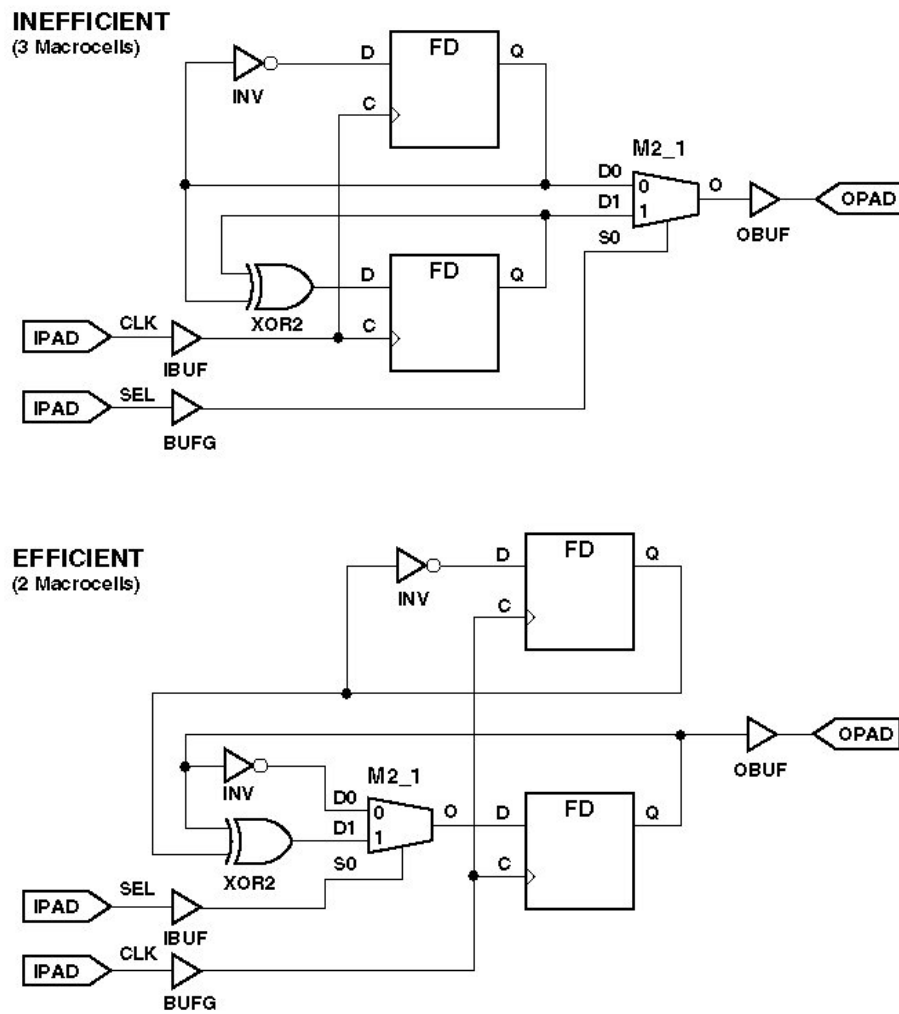 INEFFICIENT
(3 Macrocells)
INV
D
FD
Q
C
M2_1
D0
0
O
D1
1
S0
OBUF
OPAD
XOR2
D
FD
Q
C
IPAD
CLK
IBUF
IPAD
SEL
BUFG
EFFICIENT
(2 Macrocells)
INV
D
FD
Q
C
OBUF
OPAD
INV
M2_1
D0
0
O
D1
1
S0
XOR2
D
FD
Q
C
IPAD
SEL
IBUF
IPAD
CLK
BUFG